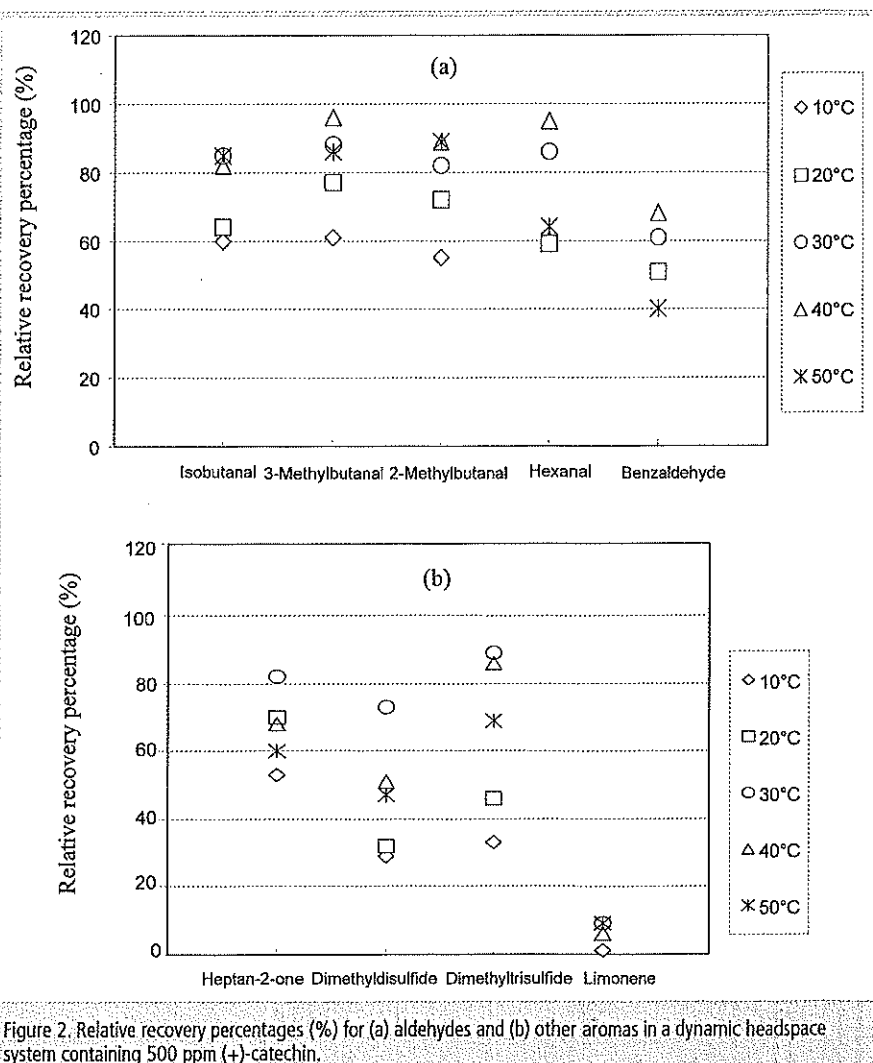 120
(a)
100
80
60
40
20
0
Relative recovery percentage (%)
Isobutanal 3-Methylbutanal 2-Methylbutanal Hexanal Benzaldehyde
10°C
20°C
30°C
40°C
50°C
120
(b)
100
80
60
40
20
0
Relative recovery percentage (%)
Heptan-2-one Dimethyldisulfide Dimethyltrisulfide Limonene
10°C
20°C
30°C
40°C
50°C
Figure 2. Relative recovery percentages (%) for (a) aldehydes and (b) other aromas in a dynamic headspace
system containing 500 ppm (+)-catechin.